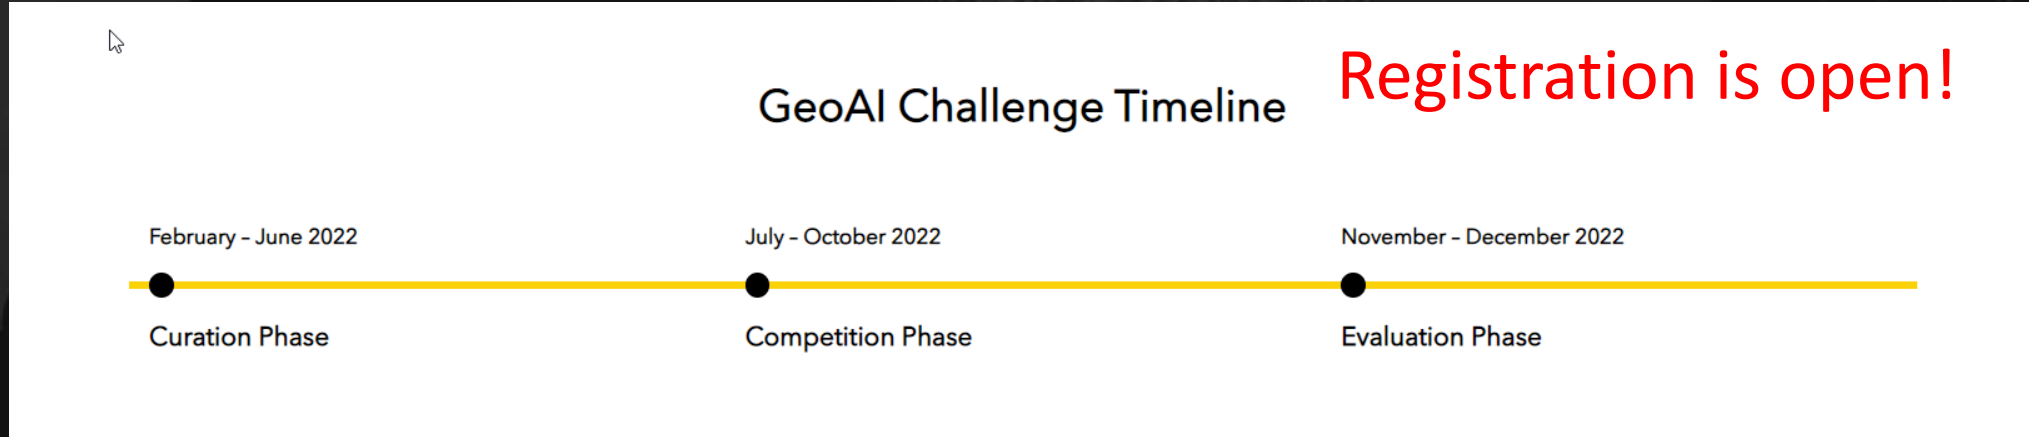 Registration is open!
GeoAI Challenge Timeline
February – June 2022
July – October 2022
November – December 2022
Curation Phase
Competition Phase
Evaluation Phase